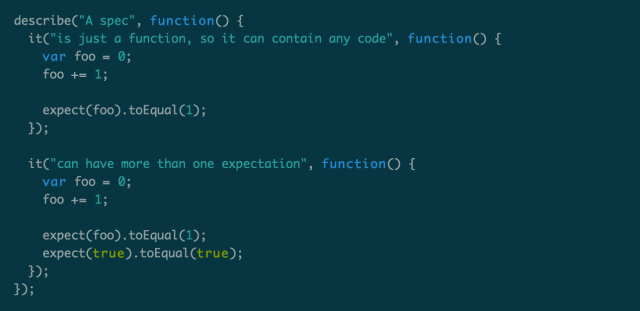 describe("A spec", function() {
  it("is just a function, so it can contain any code", function() {
    var foo = 0;
    foo += 1;

    expect(foo).toEqual(1);
  });

  it("can have more than one expectation", function() {
    var foo = 0;
    foo += 1;

    expect(foo).toEqual(1);
    expect(true).toEqual(true);
  });
});